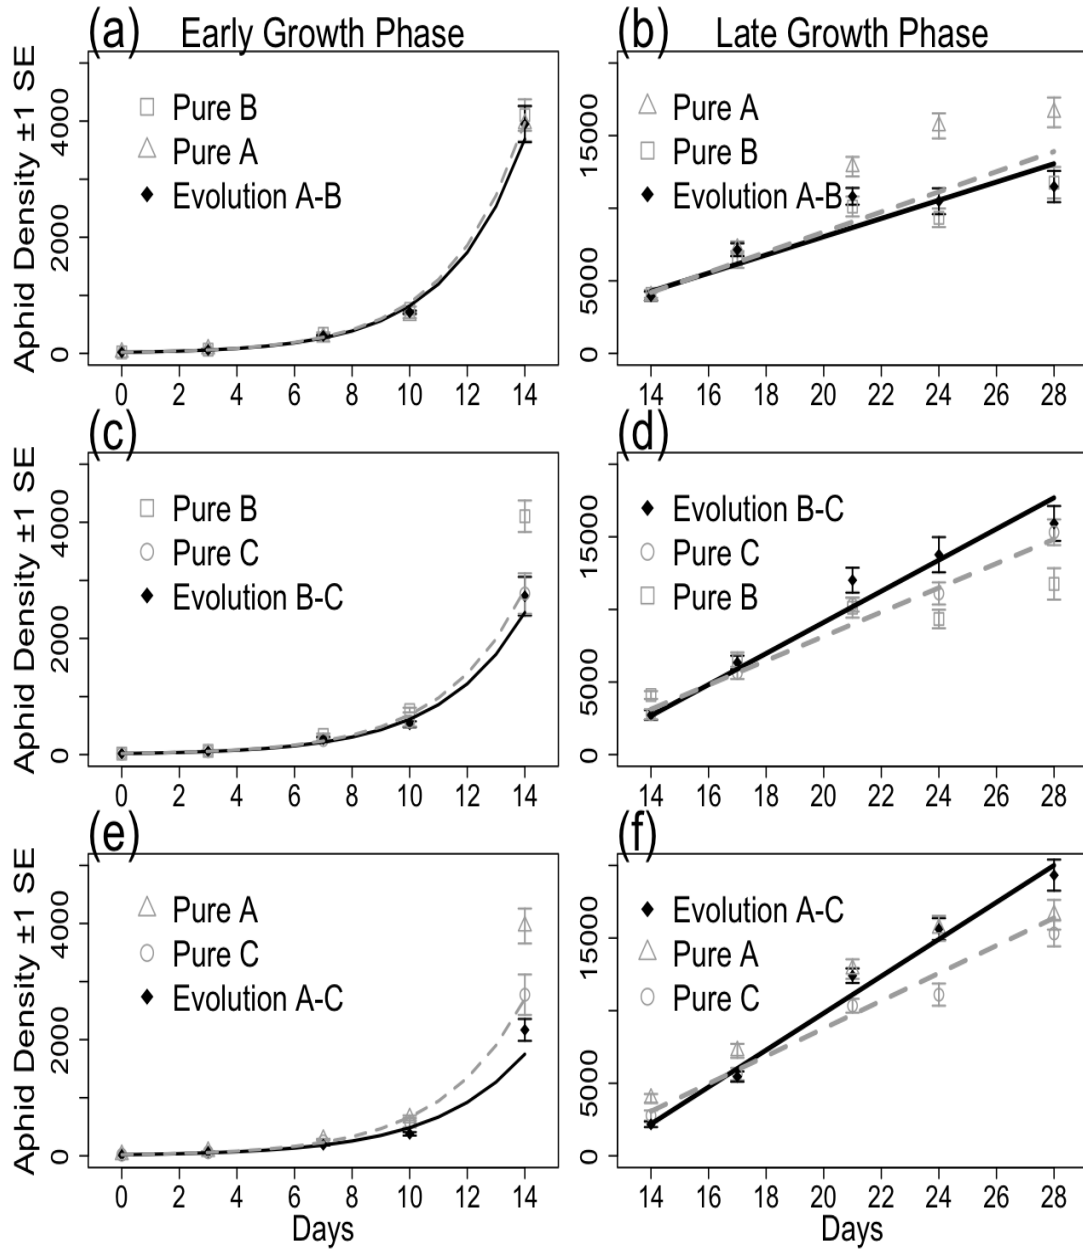 (a) Early Growth Phase
(b) Late Growth Phase
Aphid Density ±1 SE
0 2000 4000
Pure B
Pure A
Evolution A-B
0 2 4 6 8 10 12 14
0 5000 15000
Pure A
Pure B
Evolution A-B
14 16 18 20 22 24 26 28
(c)
(d)
Aphid Density ±1 SE
0 2000 4000
Pure B
Pure C
Evolution B-C
0 2 4 6 8 10 12 14
0 5000 15000
Evolution B-C
Pure C
Pure B
14 16 18 20 22 24 26 28
(e)
(f)
Aphid Density ±1 SE
0 2000 4000
Pure A
Pure C
Evolution A-C
0 2 4 6 8 10 12 14
Days
0 5000 15000
Evolution A-C
Pure A
Pure C
14 16 18 20 22 24 26 28
Days